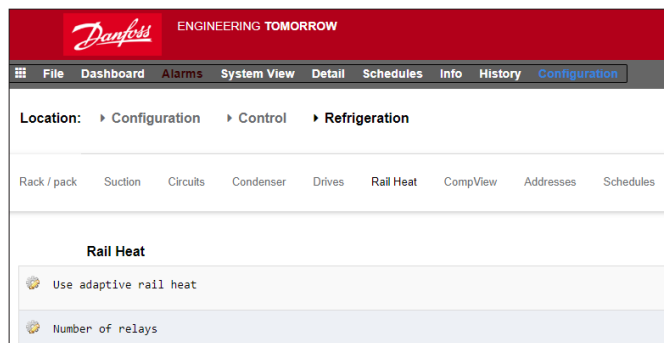 Danfoss ENGINEERING TOMORROW
File Dashboard Alarms System View Detail Schedules Info History Configuration
Location: Configuration Control Refrigeration
Rack / pack Suction Circuits Condenser Drives Rail Heat CompView Addresses Schedules
Rail Heat
Use adaptive rail heat
Number of relays